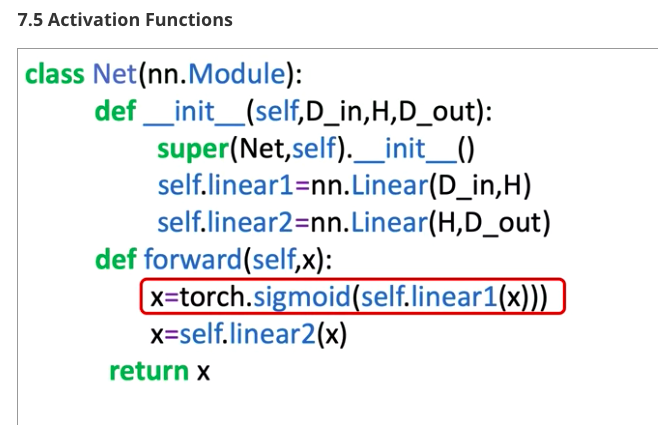 7.5 Activation Functions
class Net(nn.Module):
def __init__(self,D_in,H,D_out):
super(Net,self).__init__()
self.linear1=nn.Linear(D_in,H)
self.linear2=nn.Linear(H,D_out)
def forward(self,x):
x=torch.sigmoid(self.linear1(x)))
x=self.linear2(x)
return x